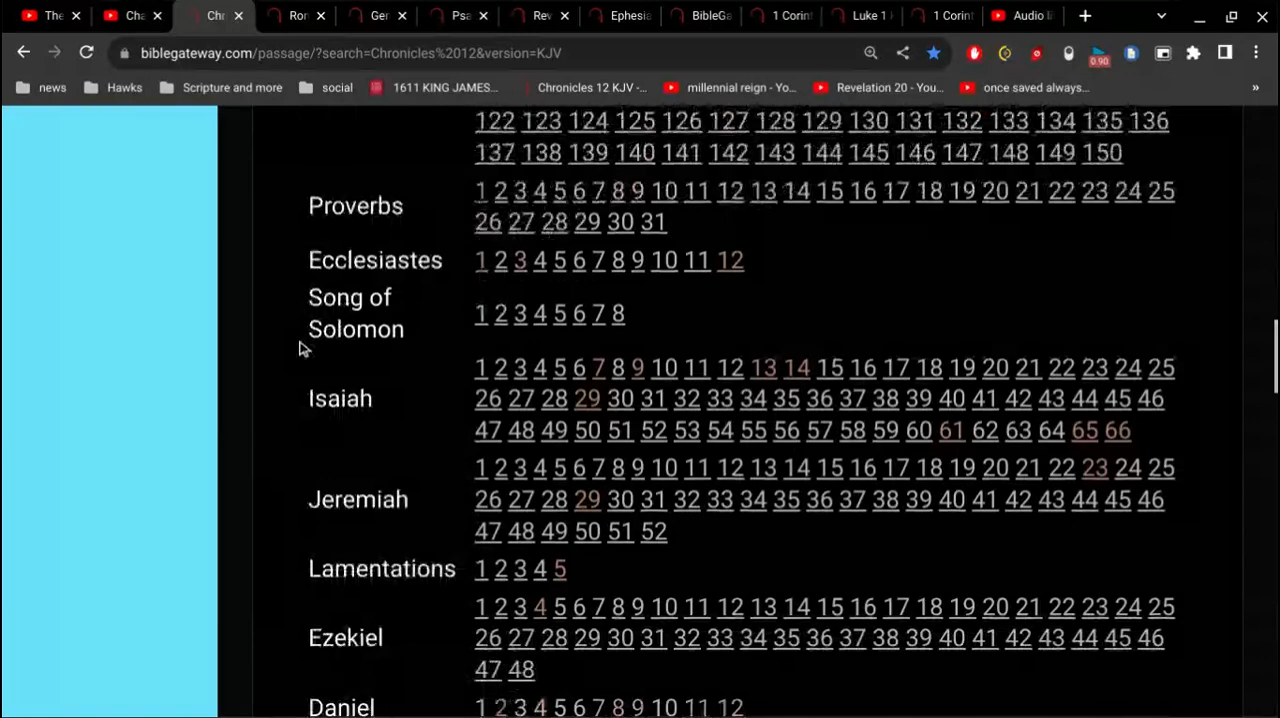 The
Cha
Chr
Ron
Ger
Psa
Rev
Ephesia
BibleGa
1 Corint
Luke 1
1 Corint
Audio li
biblegateway.com/passage/?search=Chronicles%2012&version=KJV
0.90
news
Hawks
Scripture and more
social
1611 KING JAMES...
Chronicles 12 KJV -...
millennial reign - Yo...
Revelation 20 - You...
once saved always...
»
122 123 124 125 126 127 128 129 130 131 132 133 134 135 136
137 138 139 140 141 142 143 144 145 146 147 148 149 150
Proverbs
1 2 3 4 5 6 7 8 9 10 11 12 13 14 15 16 17 18 19 20 21 22 23 24 25
26 27 28 29 30 31
Ecclesiastes
1 2 3 4 5 6 7 8 9 10 11 12
Song of
Solomon
1 2 3 4 5 6 7 8
Isaiah
1 2 3 4 5 6 7 8 9 10 11 12 13 14 15 16 17 18 19 20 21 22 23 24 25
26 27 28 29 30 31 32 33 34 35 36 37 38 39 40 41 42 43 44 45 46
47 48 49 50 51 52 53 54 55 56 57 58 59 60 61 62 63 64 65 66
Jeremiah
1 2 3 4 5 6 7 8 9 10 11 12 13 14 15 16 17 18 19 20 21 22 23 24 25
26 27 28 29 30 31 32 33 34 35 36 37 38 39 40 41 42 43 44 45 46
47 48 49 50 51 52
Lamentations
1 2 3 4 5
Ezekiel
1 2 3 4 5 6 7 8 9 10 11 12 13 14 15 16 17 18 19 20 21 22 23 24 25
26 27 28 29 30 31 32 33 34 35 36 37 38 39 40 41 42 43 44 45 46
47 48
Daniel
1 2 3 4 5 6 7 8 9 10 11 12